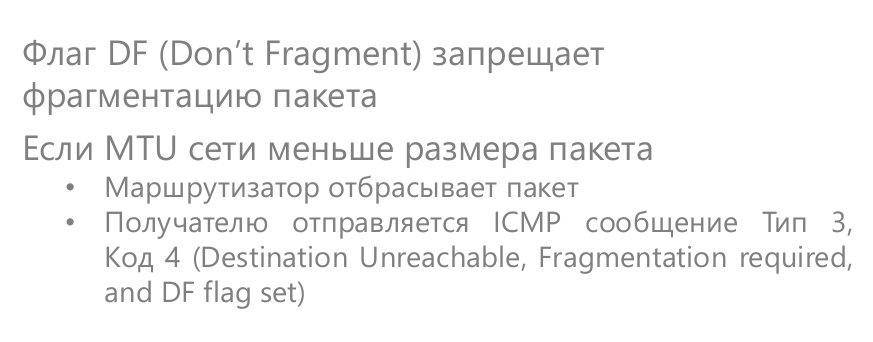 Флаг DF (Don’t Fragment) запрещает
фрагментацию пакета
Если MTU сети меньше размера пакета
• Маршрутизатор отбрасывает пакет
• Получателю отправляется ICMP сообщение Тип 3,
Код 4 (Destination Unreachable, Fragmentation required,
and DF flag set)